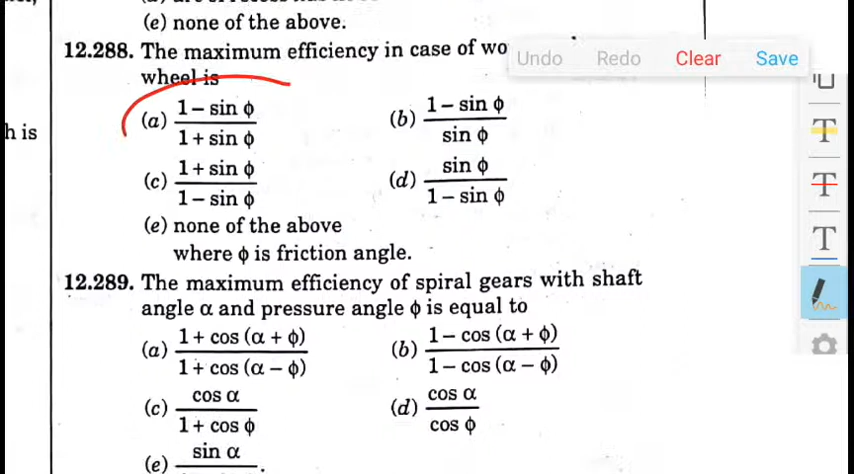 (e) none of the above.
12.288. The maximum efficiency in case of
wheel is
(a) 1 – sin φ / 1 + sin φ (b) 1 – sin φ / sin φ
(c) 1 + sin φ / 1 – sin φ (d) sin φ / 1 – sin φ
(e) none of the above
where φ is friction angle.
12.289. The maximum efficiency of spiral gears with shaft
angle α and pressure angle φ is equal to
(a) 1 + cos (α + φ) / 1 + cos (α – φ) (b) 1 – cos (α + φ) / 1 – cos (α – φ)
(c) cos α / 1 + cos φ (d) cos α / cos φ
(e) sin α
h is
Undo Redo Clear Save
T
T
T